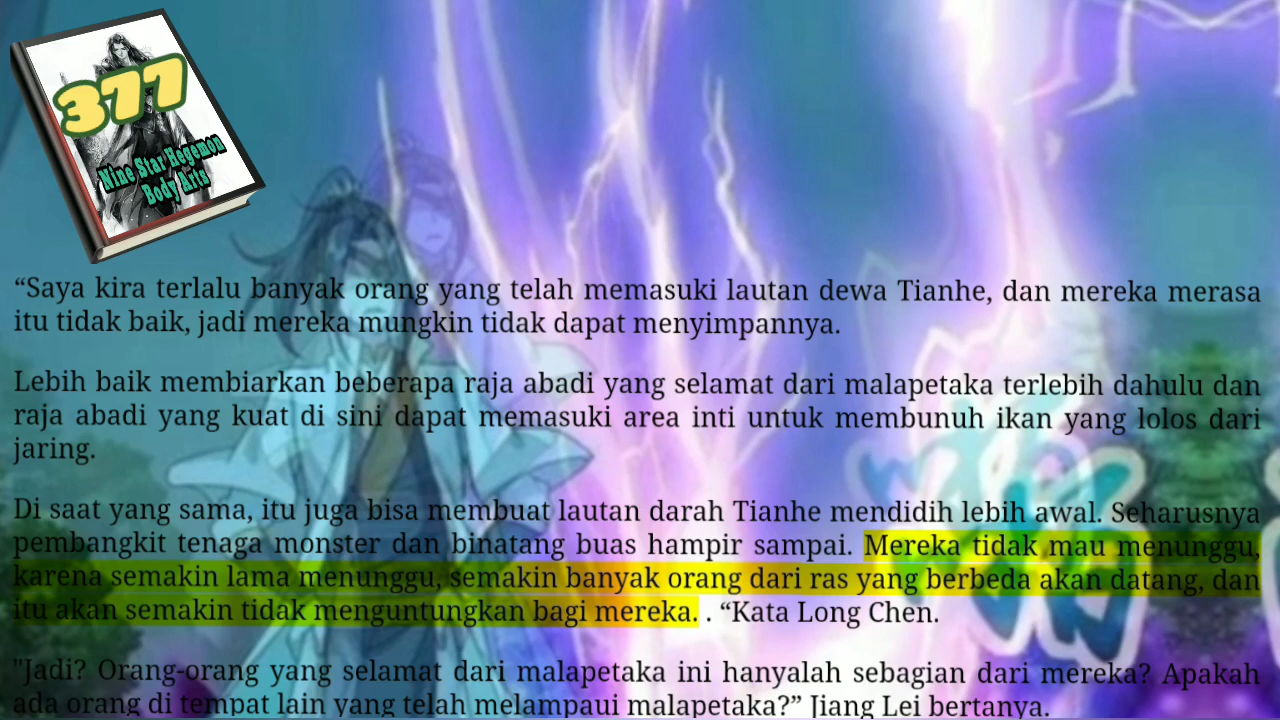 377
Nine Star Hegemon
Body Arts
“Saya kira terlalu banyak orang yang telah memasuki lautan dewa Tianhe, dan mereka merasa
itu tidak baik, jadi mereka mungkin tidak dapat menyimpannya.
Lebih baik membiarkan beberapa raja abadi yang selamat dari malapetaka terlebih dahulu dan
raja abadi yang kuat di sini dapat memasuki area inti untuk membunuh ikan yang lolos dari
jaring.
Di saat yang sama, itu juga bisa membuat lautan darah Tianhe mendidih lebih awal. Seharusnya
pembangkit tenaga monster dan binatang buas hampir sampai. Mereka tidak mau menunggu,
karena semakin lama menunggu, semakin banyak orang dari ras yang berbeda akan datang, dan
itu akan semakin tidak menguntungkan bagi mereka. . “Kata Long Chen.
"Jadi? Orang-orang yang selamat dari malapetaka ini hanyalah sebagian dari mereka? Apakah
ada orang di tempat lain yang telah melampaui malapetaka?” Jiang Lei bertanya.